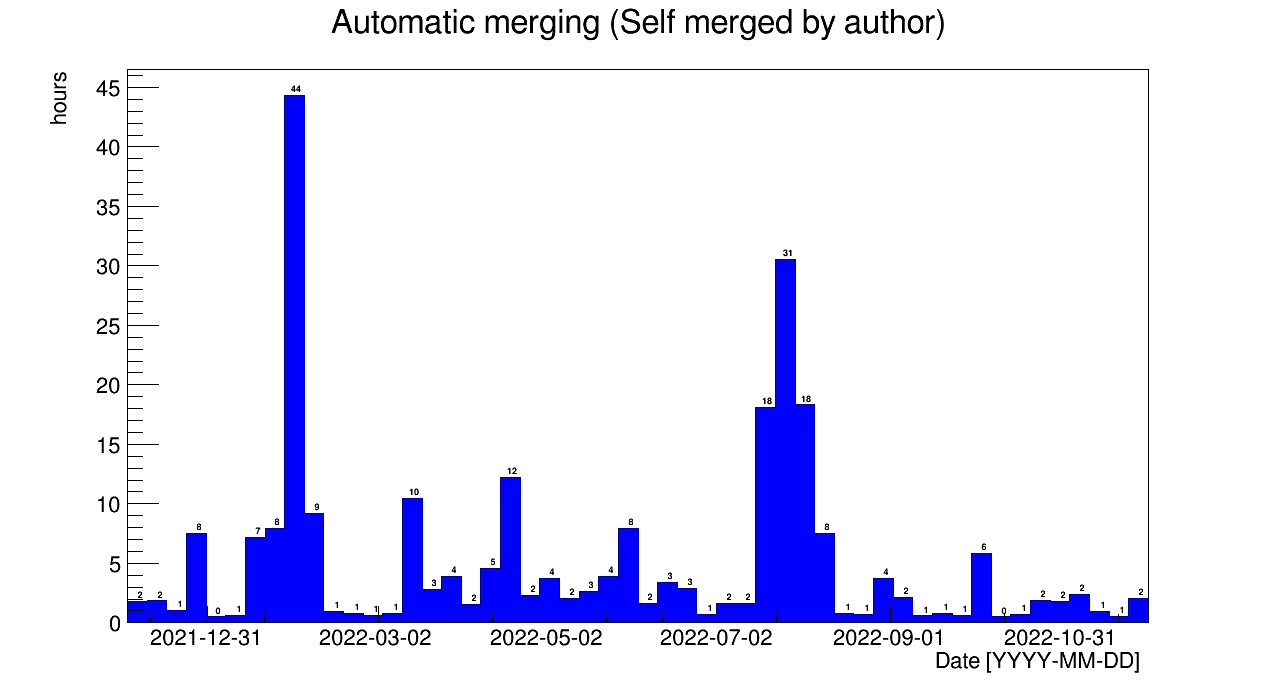 Automatic merging (Self merged by author)
hours
45
40
35
30
25
20
15
10
5
0
2 2 1 8 0 1 7 8 44 9 1 1 1 1 10 3 4 2 5 12 2 4 2 3 4 8 2 3 3 1 2 2 18 31 18 8 1 1 4 2 1 1 1 6 0 1 2 2 2 1 1 2
2021-12-31 2022-03-02 2022-05-02 2022-07-02 2022-09-01 2022-10-31
Date [YYYY-MM-DD]